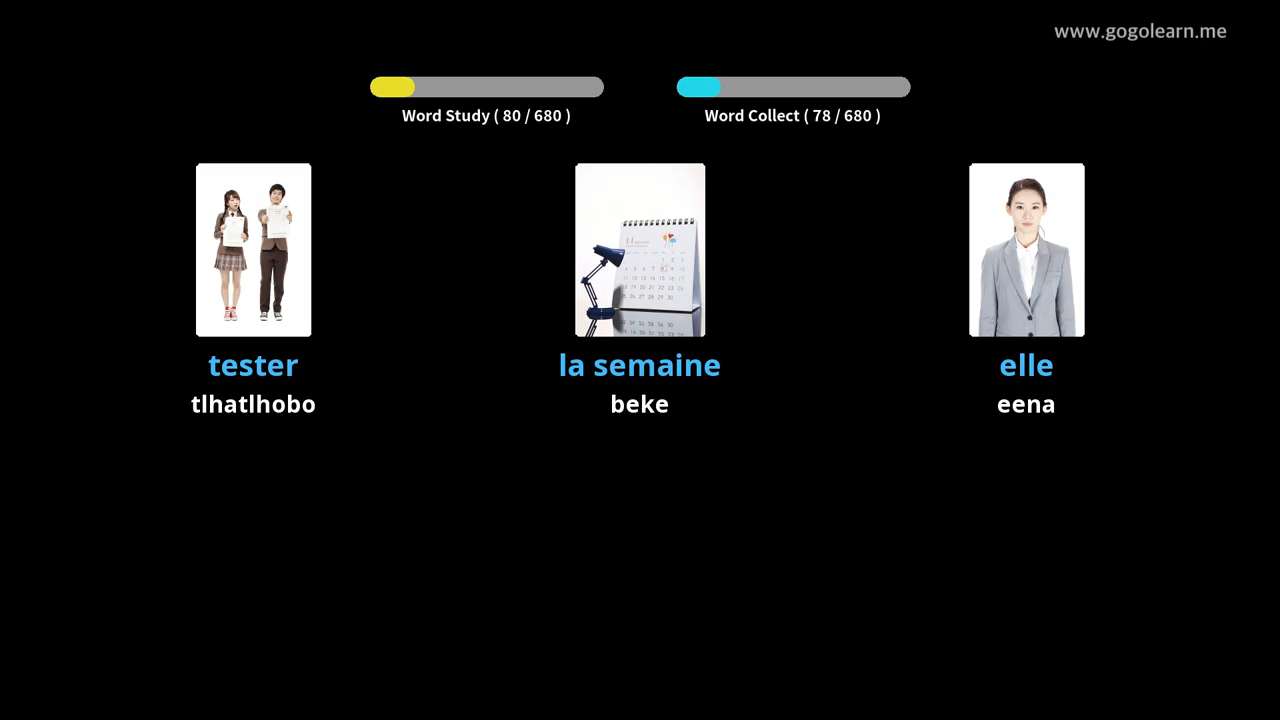 www.gogolearn.me
Word Study ( 80 / 680 )
Word Collect ( 78 / 680 )
tester
tlhatlhobo
la semaine
beke
elle
eena